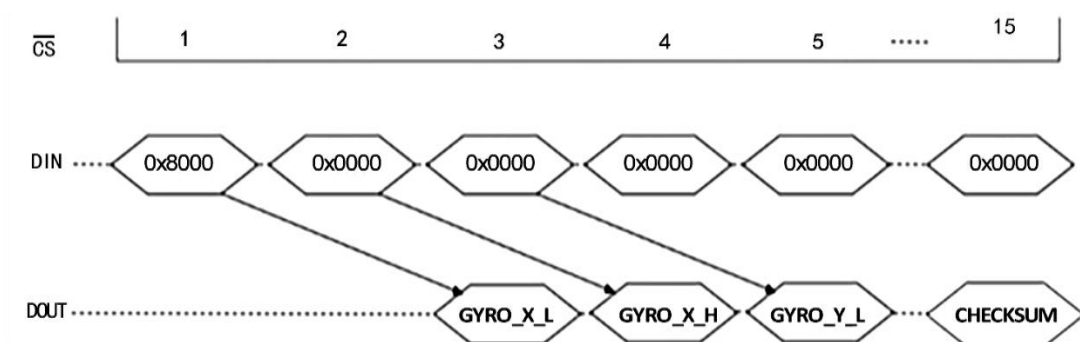 CS 1 2 3 4 5 ····· 15
DIN 0x8000 0x0000 0x0000 0x0000 0x0000 0x0000
DOUT GYRO_X_L GYRO_X_H GYRO_Y_L CHECKSUM